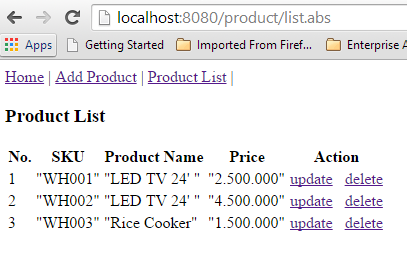 localhost:8080/product/list.abs
Apps Getting Started Imported From Firef... Enterprise A
Home | Add Product | Product List |
Product List
No. SKU Product Name Price Action
1 "WH001" "LED TV 24' " "2.500.000" update delete
2 "WH002" "LED TV 24' " "4.500.000" update delete
3 "WH003" "Rice Cooker" "1.500.000" update delete